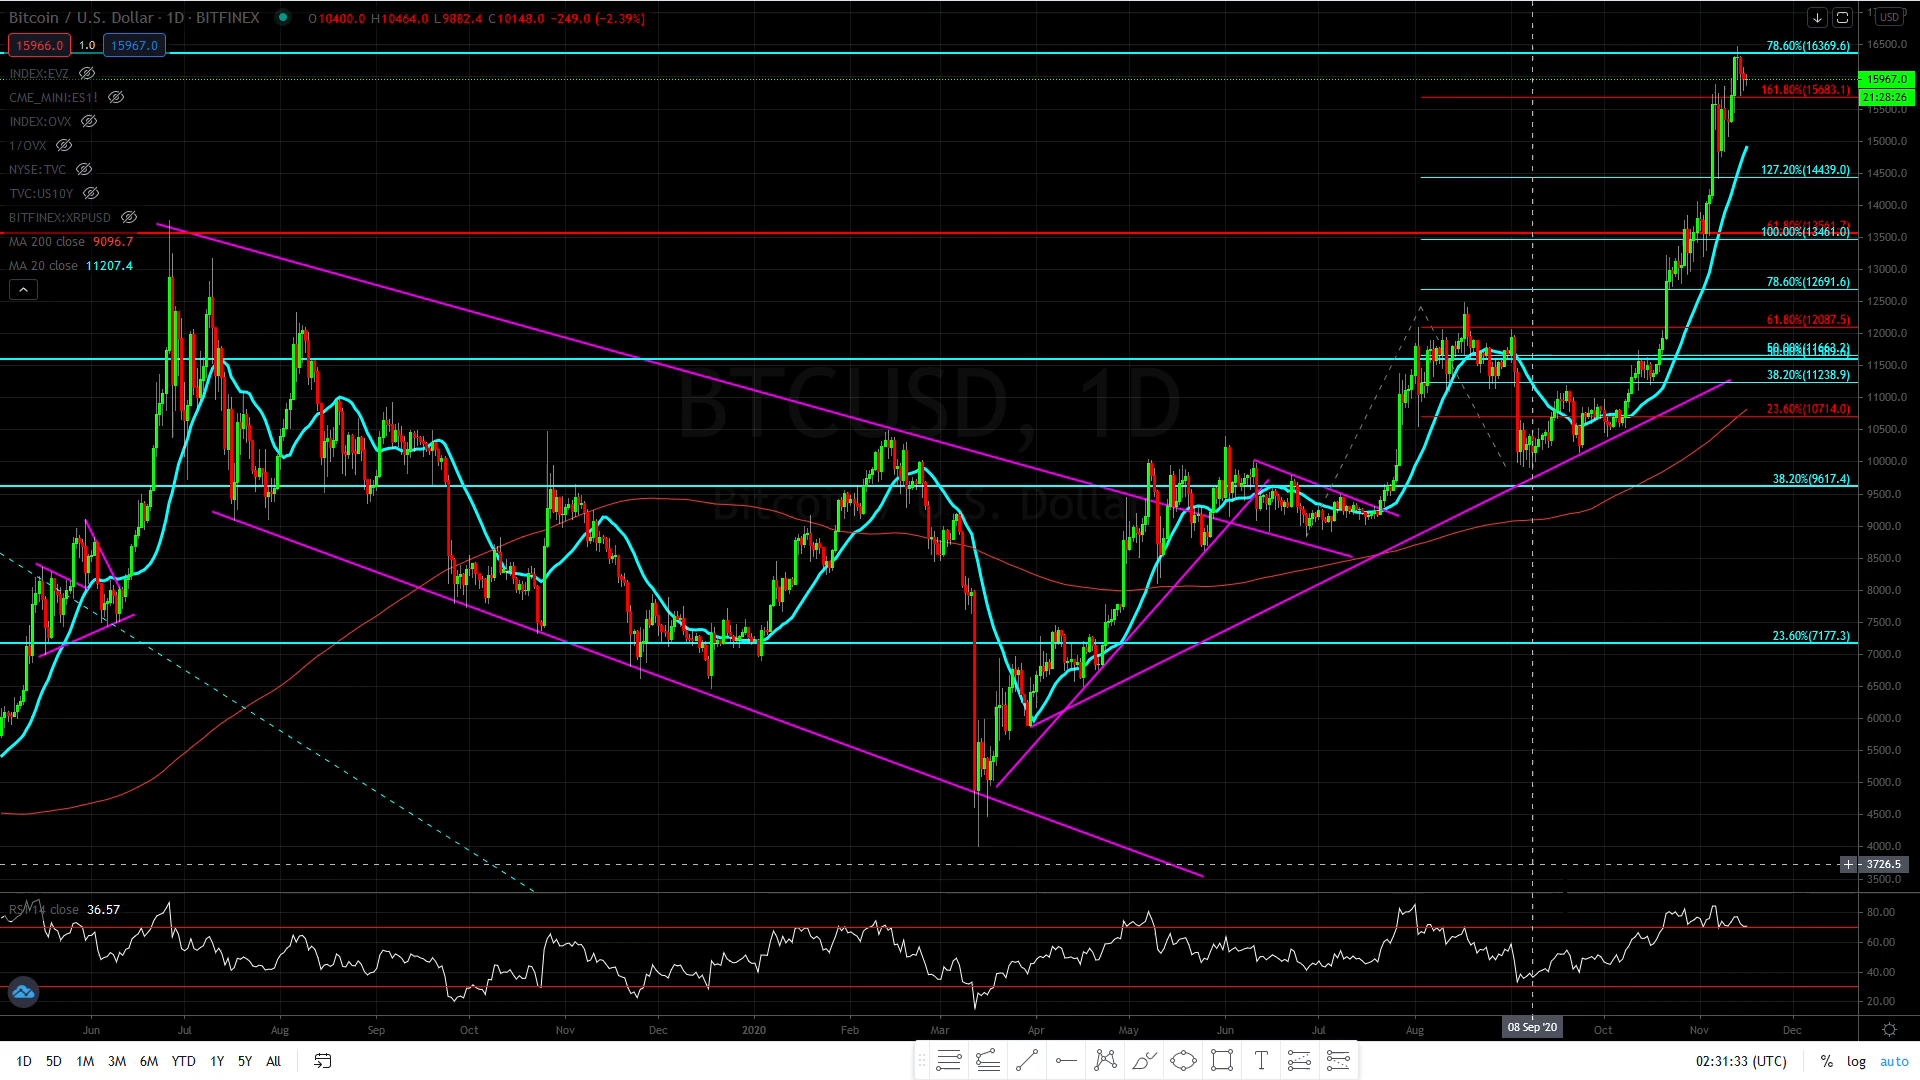 Bitcoin / U.S. Dollar · 1D · BITFINEX O10400.0 H10464.0 L9882.4 C10148.0 -249.0 (-2.39%)
15966.0 1.0 15967.0
INDEX:EVZ
CME_MINI:ES1!
INDEX:OVX
1/OVX
NYSE:TVC
TVC:US10Y
BITFINEX:XRPUSD
MA 200 close 9096.7
MA 20 close 11207.4
BTCUSD, 1D
Bitcoin / U.S. Dollar
78.60%(16369.6)
161.80%(15683.1)
127.20%(14439.0)
61.80%(13561.7)
100.00%(13461.0)
78.60%(12691.6)
61.80%(12087.5)
50.00%(11663.2)
38.20%(11238.9)
23.60%(10714.0)
38.20%(9617.4)
23.60%(7177.3)
USD
16500.0
15967.0
21:28:26
15500.0
15000.0
14500.0
14000.0
13500.0
13000.0
12500.0
12000.0
11500.0
11000.0
10500.0
10000.0
9500.0
9000.0
8500.0
8000.0
7500.0
7000.0
6500.0
6000.0
5500.0
5000.0
4500.0
4000.0
3726.5
3500.0
RSI 14 close 36.57
80.00
60.00
40.00
20.00
Jun Jul Aug Sep Oct Nov Dec 2020 Feb Mar Apr May Jun Jul Aug 08 Sep '20 Oct Nov Dec
1D 5D 1M 3M 6M YTD 1Y 5Y All
T
02:31:33 (UTC) % log auto